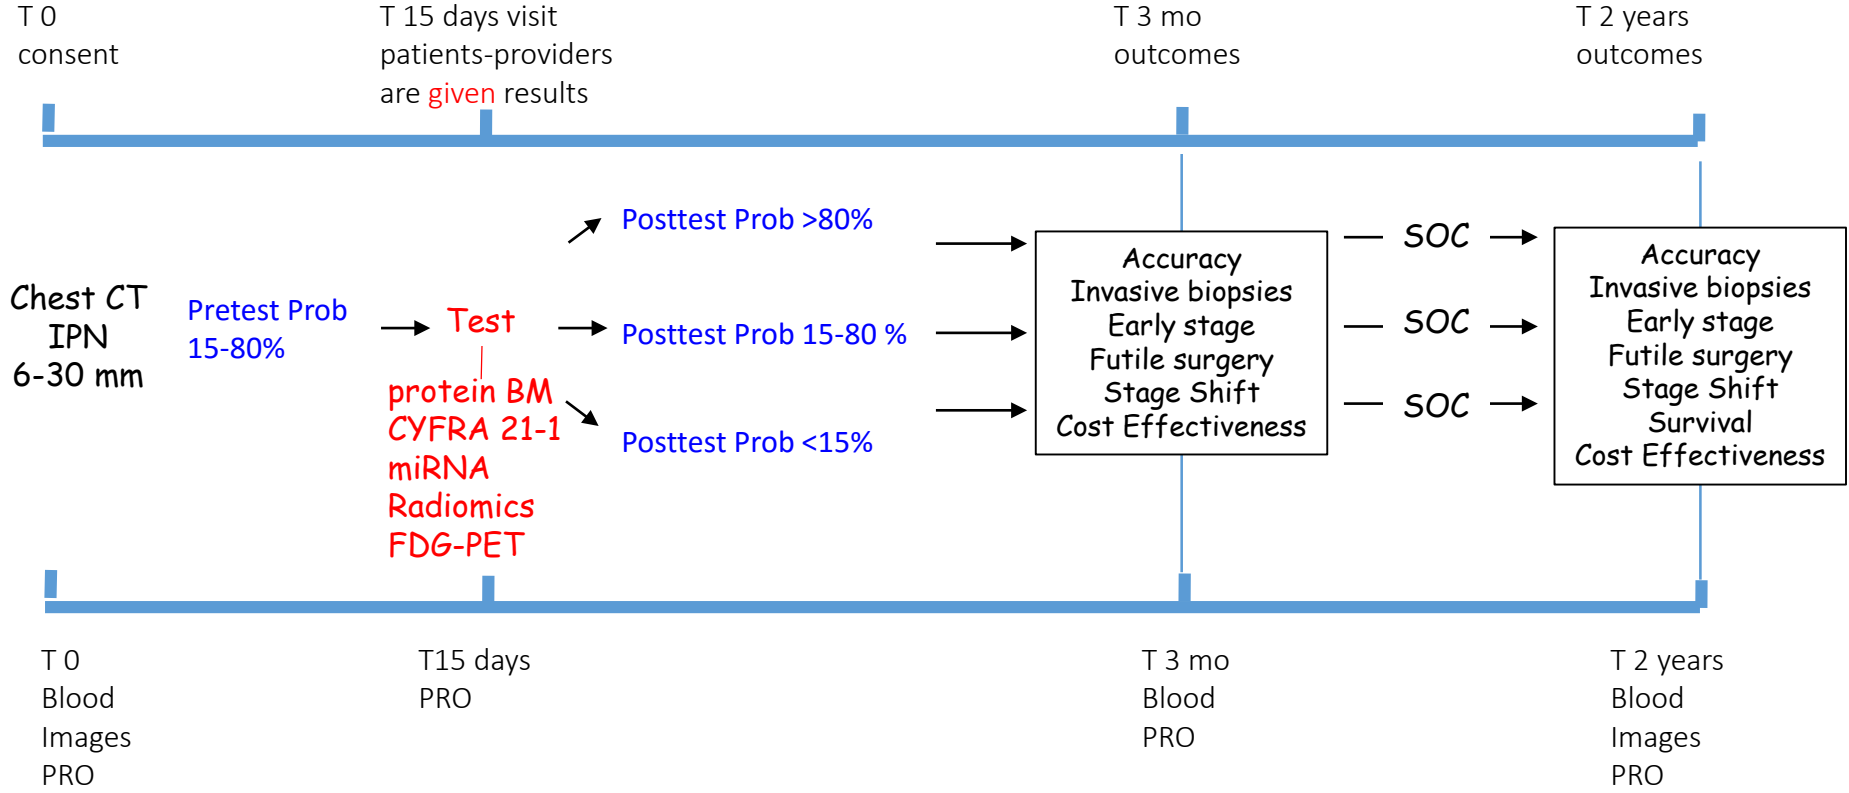 T 0
consent
T 15 days visit
patients-providers
are given results
T 3 mo
outcomes
T 2 years
outcomes
Chest CT
IPN
6-30 mm
Pretest Prob
15-80%
Test
protein BM
CYFRA 21-1
miRNA
Radiomics
FDG-PET
Posttest Prob >80%
Posttest Prob 15-80 %
Posttest Prob <15%
Accuracy
Invasive biopsies
Early stage
Futile surgery
Stage Shift
Cost Effectiveness
SOC
SOC
SOC
Accuracy
Invasive biopsies
Early stage
Futile surgery
Stage Shift
Survival
Cost Effectiveness
T 0
Blood
Images
PRO
T15 days
PRO
T 3 mo
Blood
PRO
T 2 years
Blood
Images
PRO